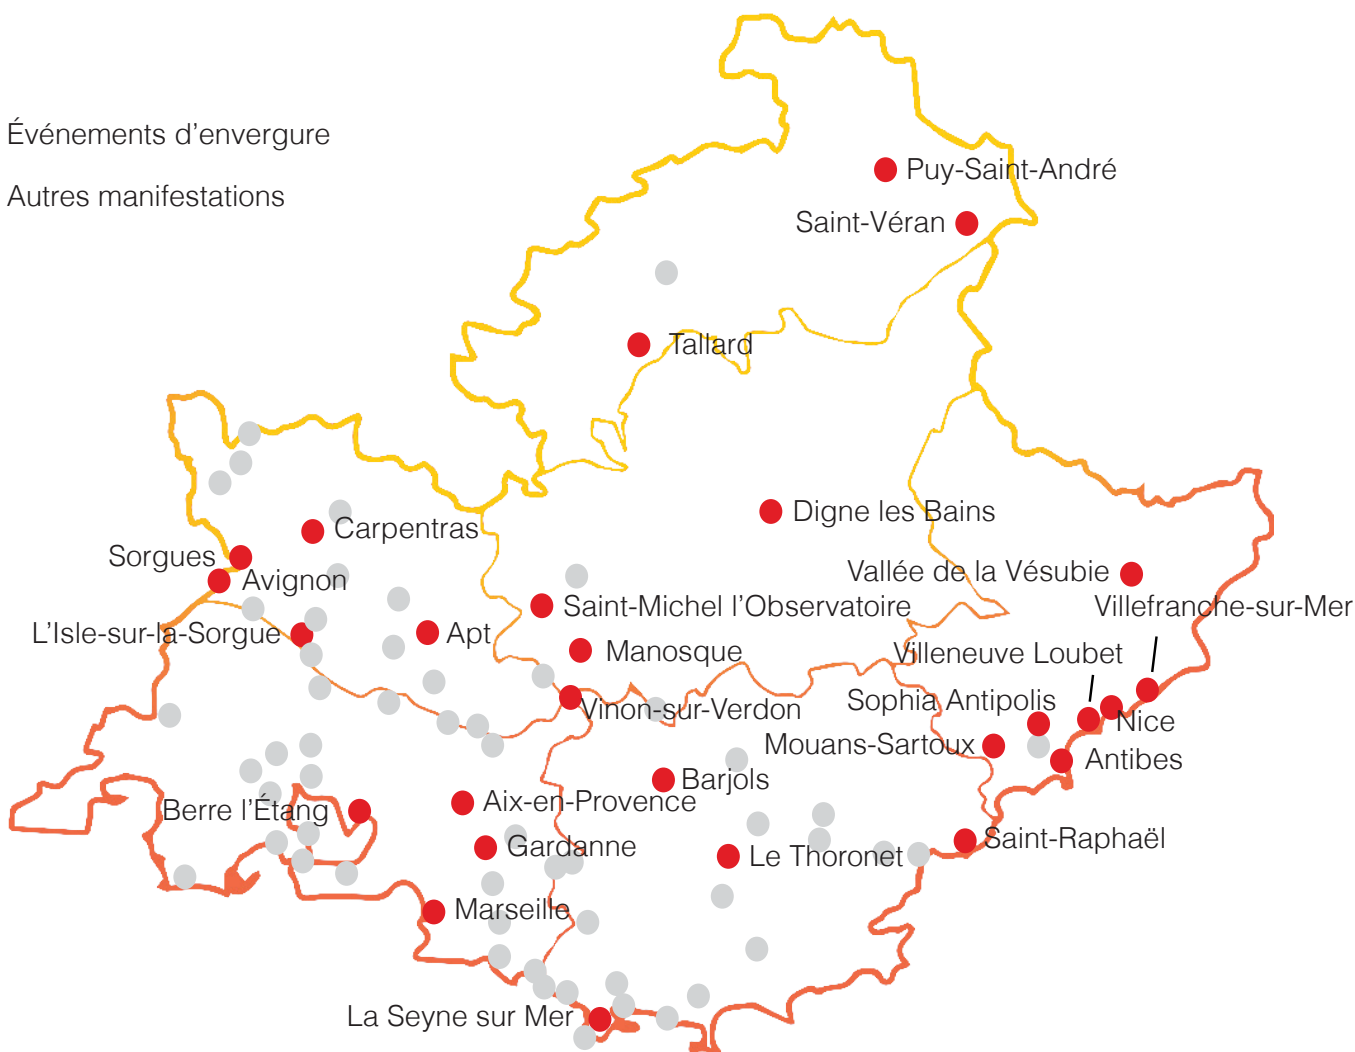 Événements d'envergure
Autres manifestations
Puy-Saint-André
Saint-Véran
Tallard
Digne les Bains
Carpentras
Sorgues
Avignon
Vallée de la Vésubie
Saint-Michel l'Observatoire
Villefranche-sur-Mer
L'Isle-sur-la-Sorgue
Apt
Manosque
Villeneuve Loubet
Vinon-sur-Verdon
Sophia Antipolis
Nice
Mouans-Sartoux
Antibes
Barjols
Aix-en-Provence
Berre l'Étang
Gardanne
Le Thoronet
Saint-Raphaël
Marseille
La Seyne sur Mer